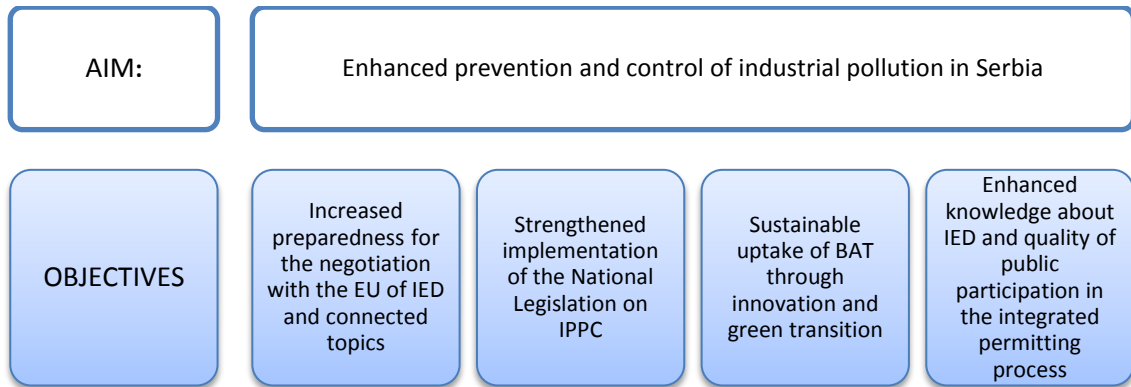 AIM:
Enhanced prevention and control of industrial pollution in Serbia
OBJECTIVES
Increased
preparedness for
the negotiation
with the EU of IED
and connected
topics
Strengthened
implementation
of the National
Legislation on
IPPC
Sustainable
uptake of BAT
through
innovation and
green transition
Enhanced
knowledge about
IED and quality of
public
participation in
the integrated
permitting
process